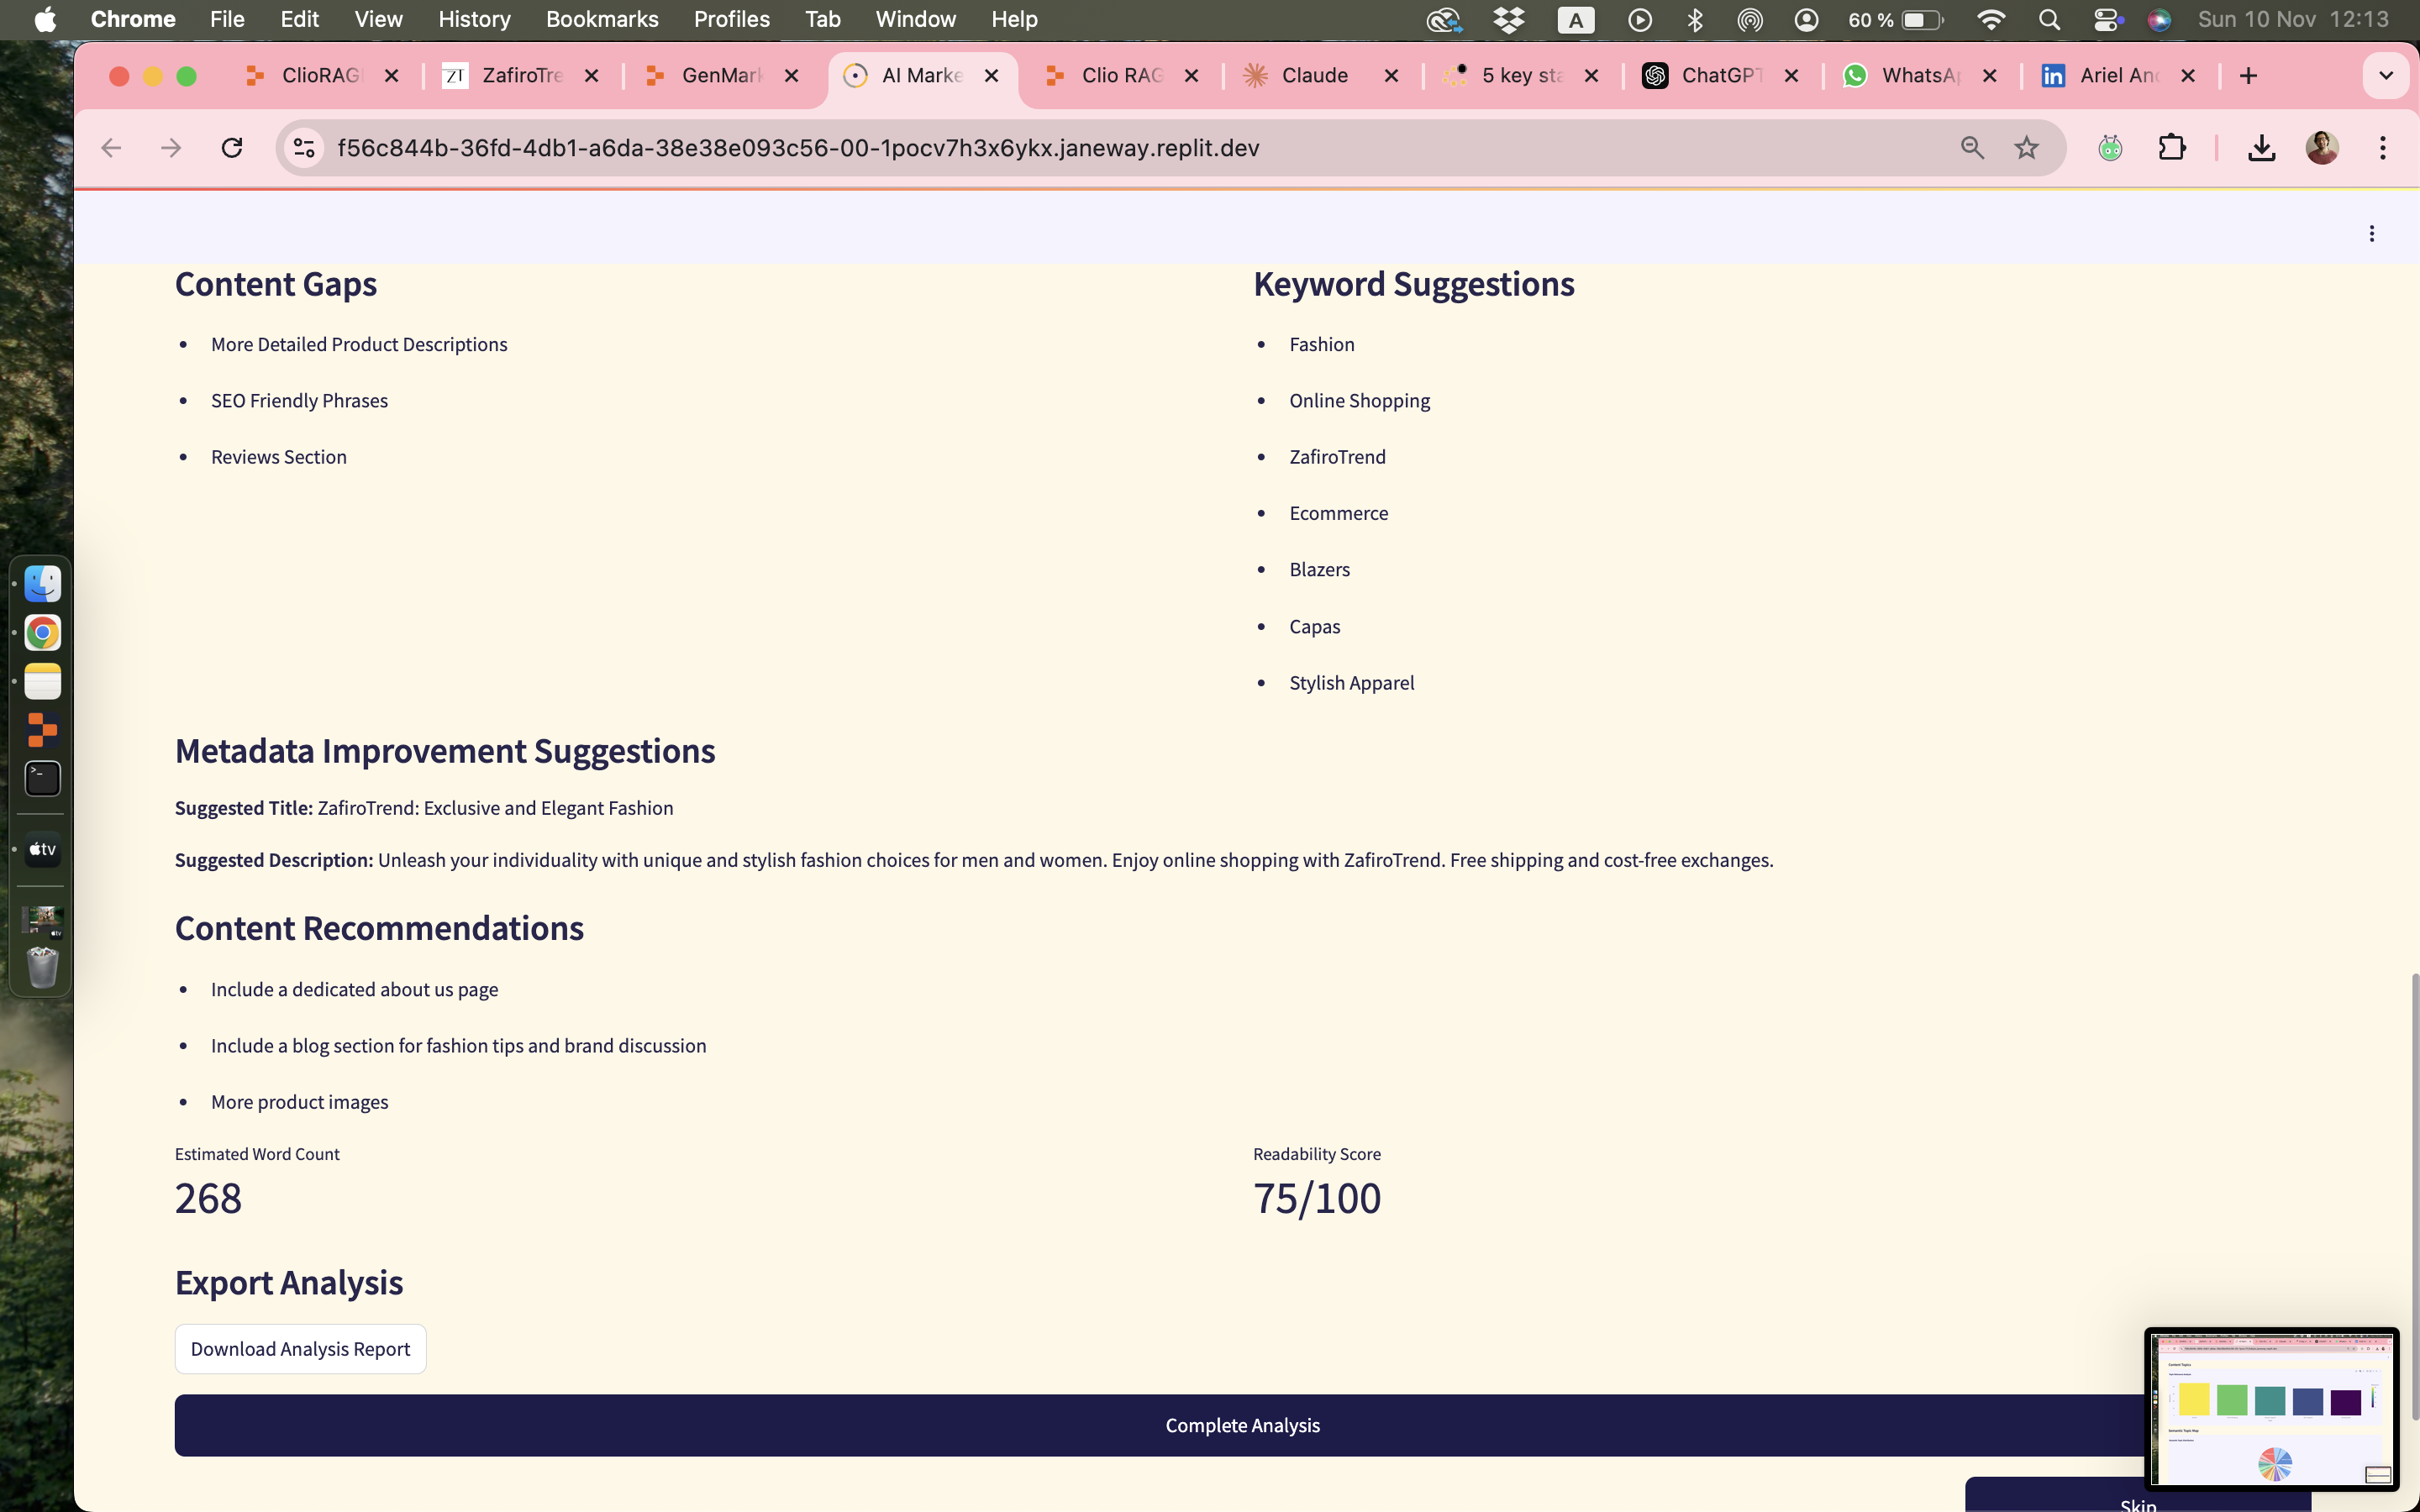 Chrome File Edit View History Bookmarks Profiles Tab Window Help A 60 % Sun 10 Nov 12:13
ClioRAG ZT ZafiroTre GenMark AI Marke Clio RAG Claude 5 key sta ChatGPT WhatsAp Ariel And
f56c844b-36fd-4db1-a6da-38e38e093c56-00-1pocv7h3x6ykx.janeway.replit.dev
Content Gaps
More Detailed Product Descriptions
SEO Friendly Phrases
Reviews Section
Keyword Suggestions
Fashion
Online Shopping
ZafiroTrend
Ecommerce
Blazers
Capas
Stylish Apparel
Metadata Improvement Suggestions
Suggested Title: ZafiroTrend: Exclusive and Elegant Fashion
Suggested Description: Unleash your individuality with unique and stylish fashion choices for men and women. Enjoy online shopping with ZafiroTrend. Free shipping and cost-free exchanges.
Content Recommendations
Include a dedicated about us page
Include a blog section for fashion tips and brand discussion
More product images
Estimated Word Count
268
Readability Score
75/100
Export Analysis
Download Analysis Report
Complete Analysis
Skip
tv
Content Topics
Semantic Topic Map